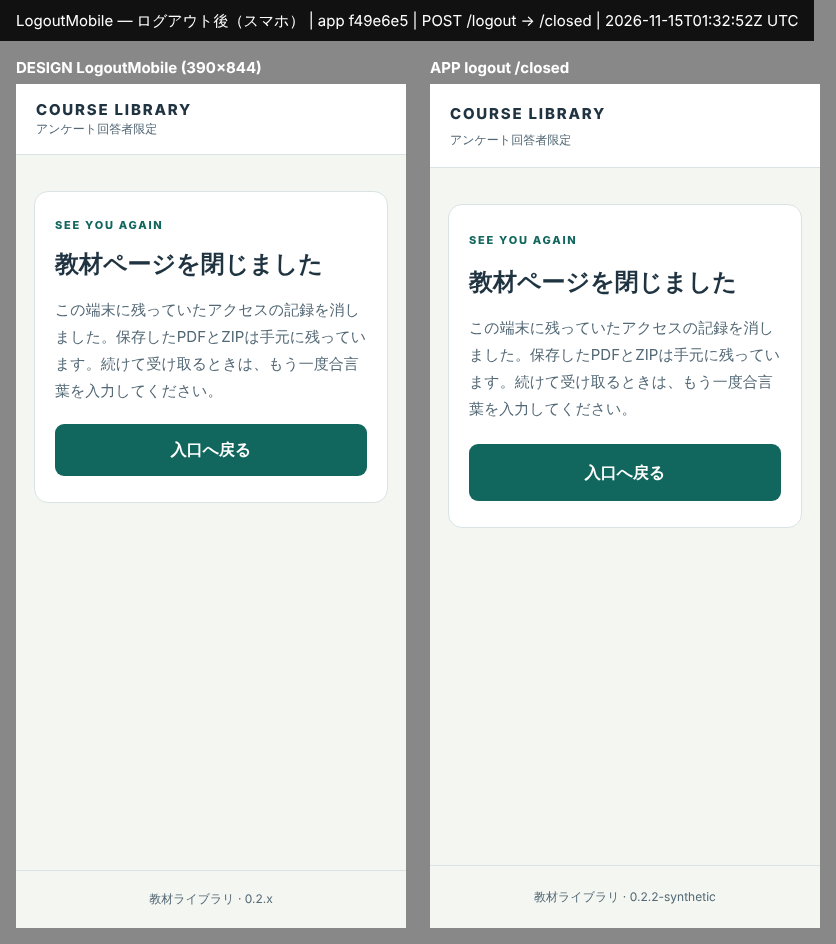 LogoutMobile — ログアウト後（スマホ） | app f49e6e5 | POST /logout → /closed | 2026-11-15T01:32:52Z UTC
DESIGN LogoutMobile (390×844)
COURSE LIBRARY
アンケート回答者限定
SEE YOU AGAIN
教材ページを閉じました
この端末に残っていたアクセスの記録を消し
ました。保存したPDFとZIPは手元に残ってい
ます。続けて受け取るときは、もう一度合言
葉を入力してください。
入口へ戻る
教材ライブラリ · 0.2.x
APP logout /closed
COURSE LIBRARY
アンケート回答者限定
SEE YOU AGAIN
教材ページを閉じました
この端末に残っていたアクセスの記録を消し
ました。保存したPDFとZIPは手元に残ってい
ます。続けて受け取るときは、もう一度合言
葉を入力してください。
入口へ戻る
教材ライブラリ · 0.2.2-synthetic